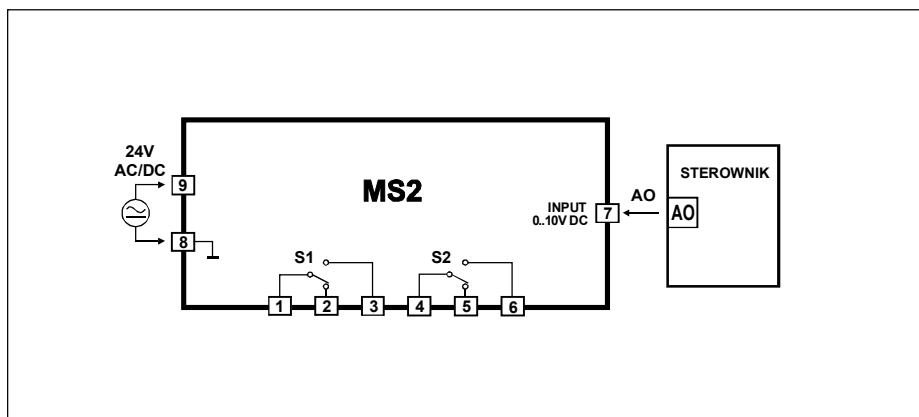 24V
AC/DC
9
8
MS2
S1
S2
1
2
3
4
5
6
INPUT
0..10V DC
7
AO
STEROWNIK
AO